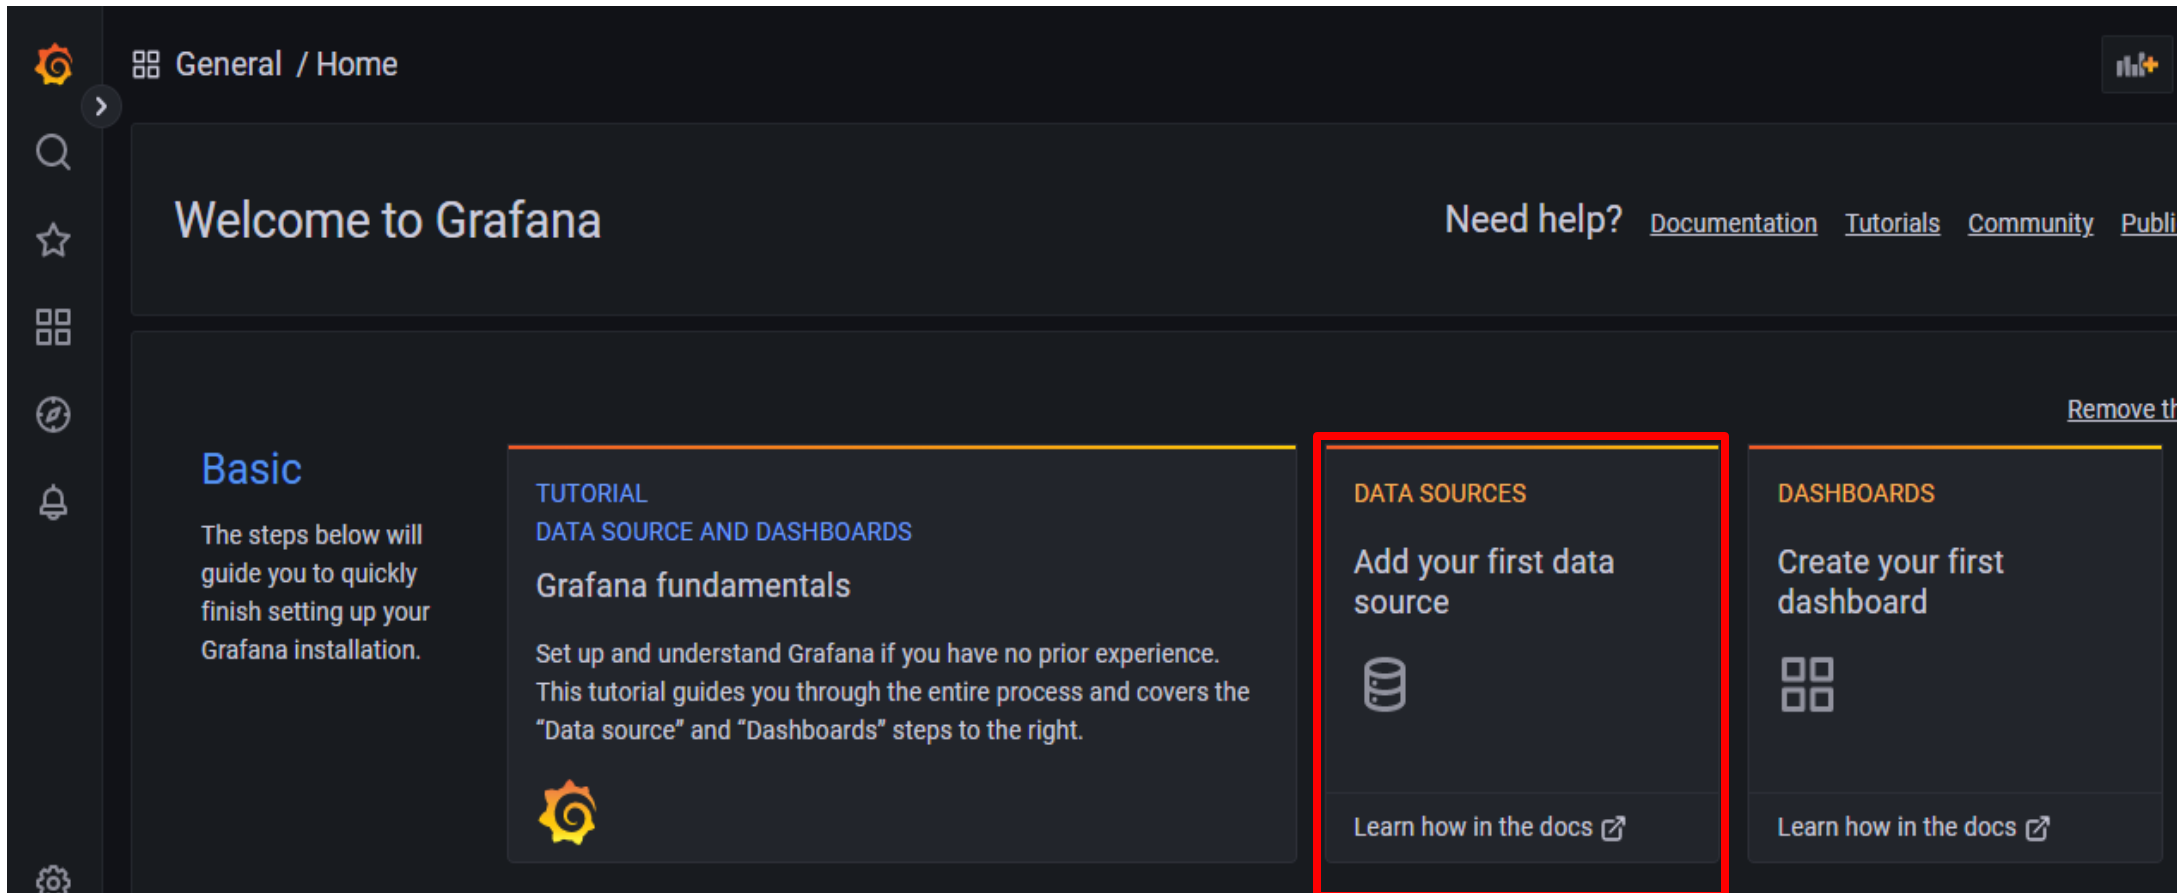 General / Home
Welcome to Grafana
Need help? Documentation Tutorials Community
Remove
Basic
The steps below will
guide you to quickly
finish setting up your
Grafana installation.
TUTORIAL
DATA SOURCE AND DASHBOARDS
Grafana fundamentals
Set up and understand Grafana if you have no prior experience.
This tutorial guides you through the entire process and covers the
“Data source” and “Dashboards” steps to the right.
DATA SOURCES
Add your first data
source
Learn how in the docs
DASHBOARDS
Create your first
dashboard
Learn how in the docs